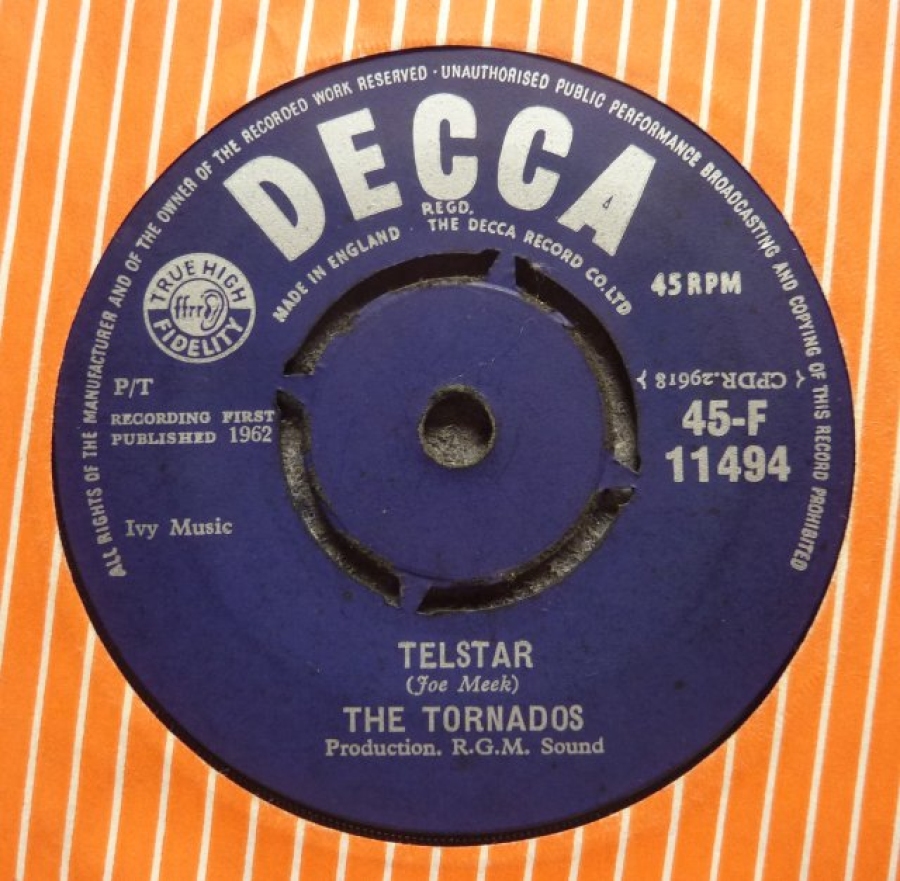 ALL RIGHTS OF THE MANUFACTURER AND OF THE OWNER OF THE RECORDED WORK RESERVED · UNAUTHORISED PUBLIC PERFORMANCE BROADCASTING AND COPYING OF THIS RECORD PROHIBITED
DECCA
REGD.
MADE IN ENGLAND THE DECCA RECORD CO. LTD
TRUE HIGH
ffrr
FIDELITY
45 RPM
P/T
RECORDING FIRST
PUBLISHED 1962
CPDR.29618
45-F
11494
Ivy Music
TELSTAR
(Joe Meek)
THE TORNADOS
Production. R.G.M. Sound